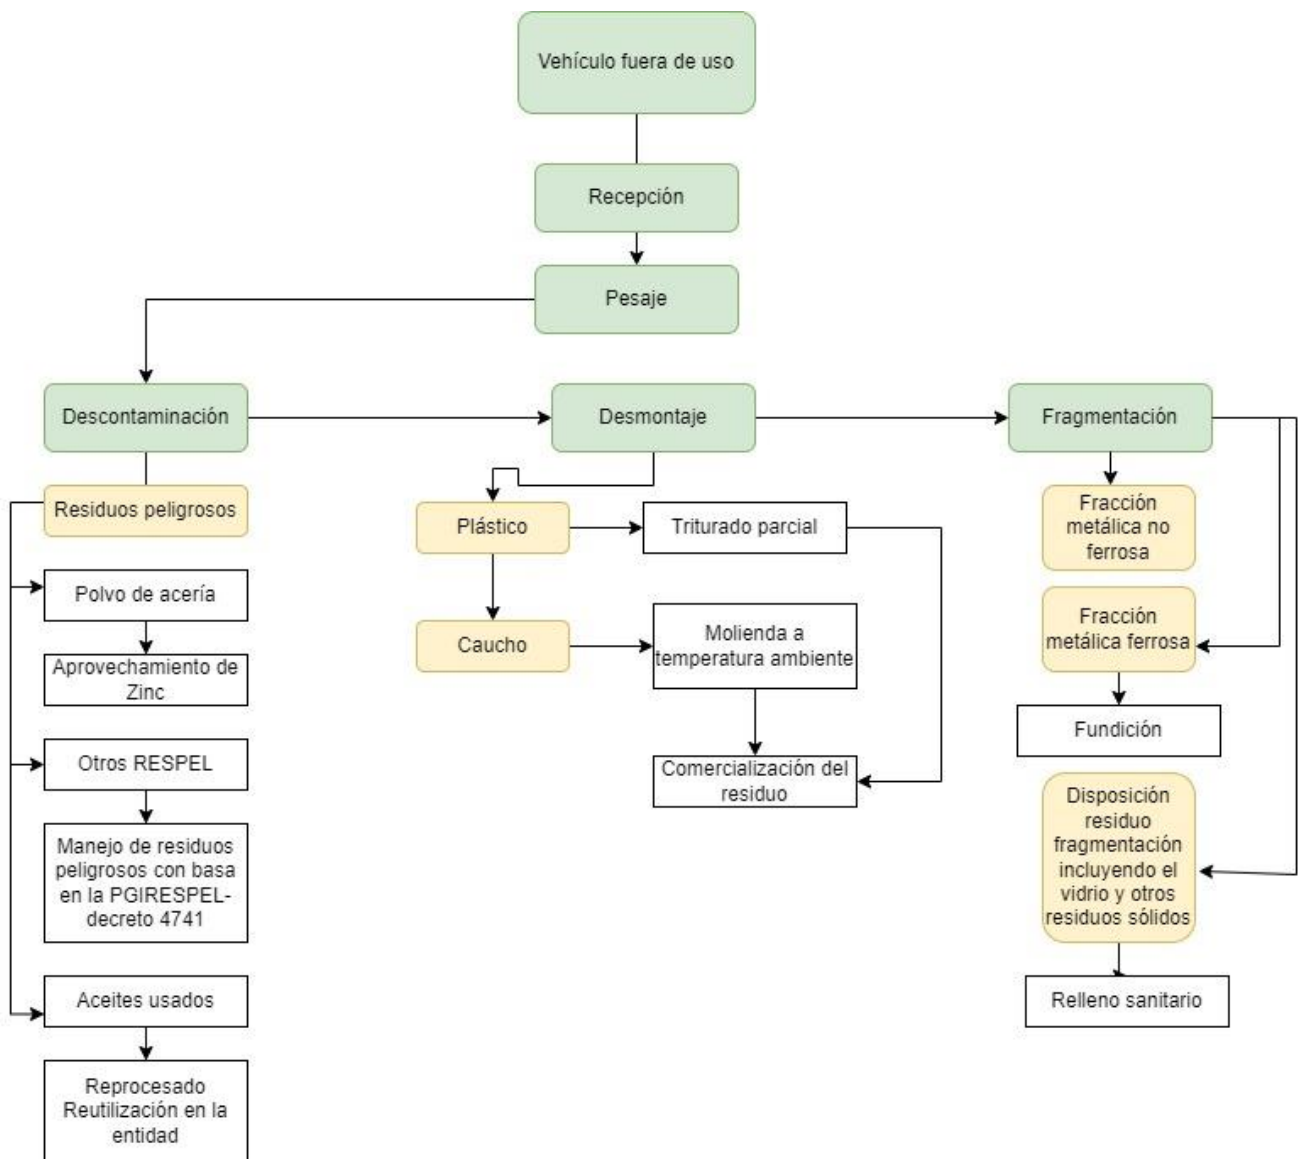 Vehículo fuera de uso
Recepción
Pesaje
Descontaminación
Desmontaje
Fragmentación
Residuos peligrosos
Polvo de acería
Aprovechamiento de
Zinc
Otros RESPEL
Manejo de residuos
peligrosos con basa
en la PGIRESPEL-
decreto 4741
Aceites usados
Reprocesado
Reutilización en la
entidad
Plástico
Triturado parcial
Caucho
Molienda a
temperatura ambiente
Comercialización del
residuo
Fracción
metálica no
ferrosa
Fracción
metálica ferrosa
Fundición
Disposición
residuo
fragmentación
incluyendo el
vidrio y otros
residuos sólidos
Relleno sanitario